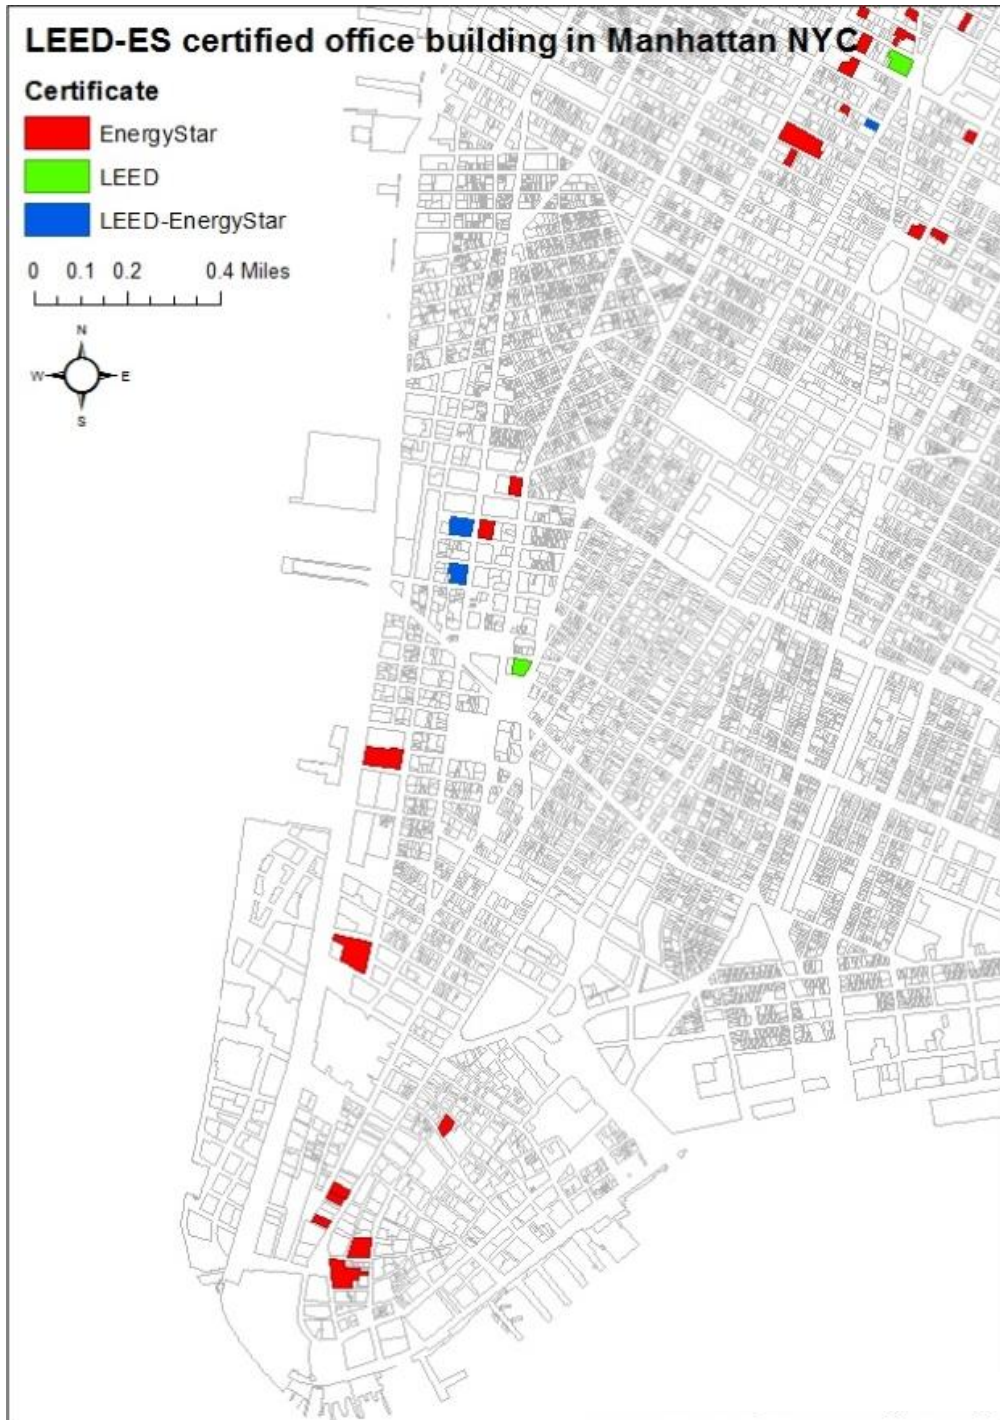 LEED-ES certified office building in Manhattan NYC
Certificate
EnergyStar
LEED
LEED-EnergyStar
0 0.1 0.2 0.4 Miles
N
W E
S